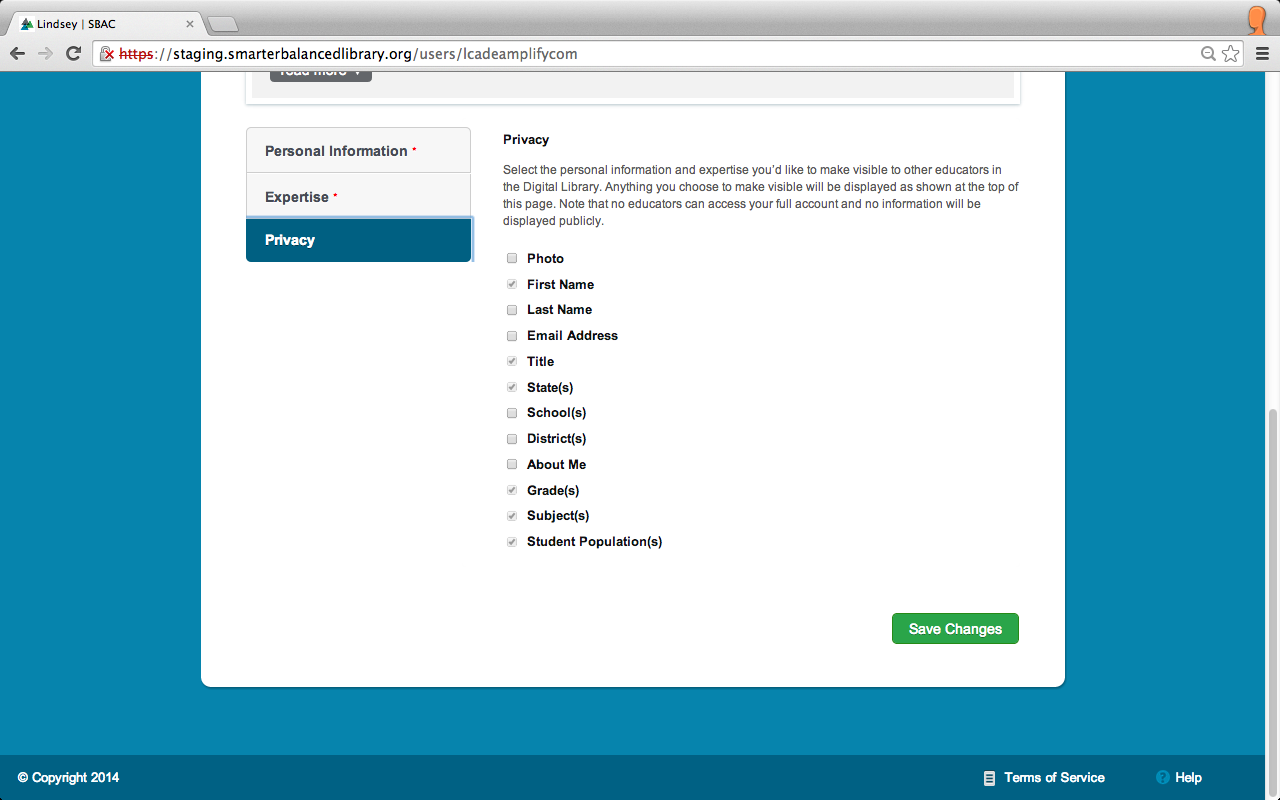 Lindsey | SBAC
https://staging.smarterbalancedlibrary.org/users/lcadeamplifycom
read more
Personal Information *
Expertise *
Privacy
Privacy
Select the personal information and expertise you'd like to make visible to other educators in
the Digital Library. Anything you choose to make visible will be displayed as shown at the top of
this page. Note that no educators can access your full account and no information will be
displayed publicly.
Photo
First Name
Last Name
Email Address
Title
State(s)
School(s)
District(s)
About Me
Grade(s)
Subject(s)
Student Population(s)
Save Changes
© Copyright 2014
Terms of Service
? Help